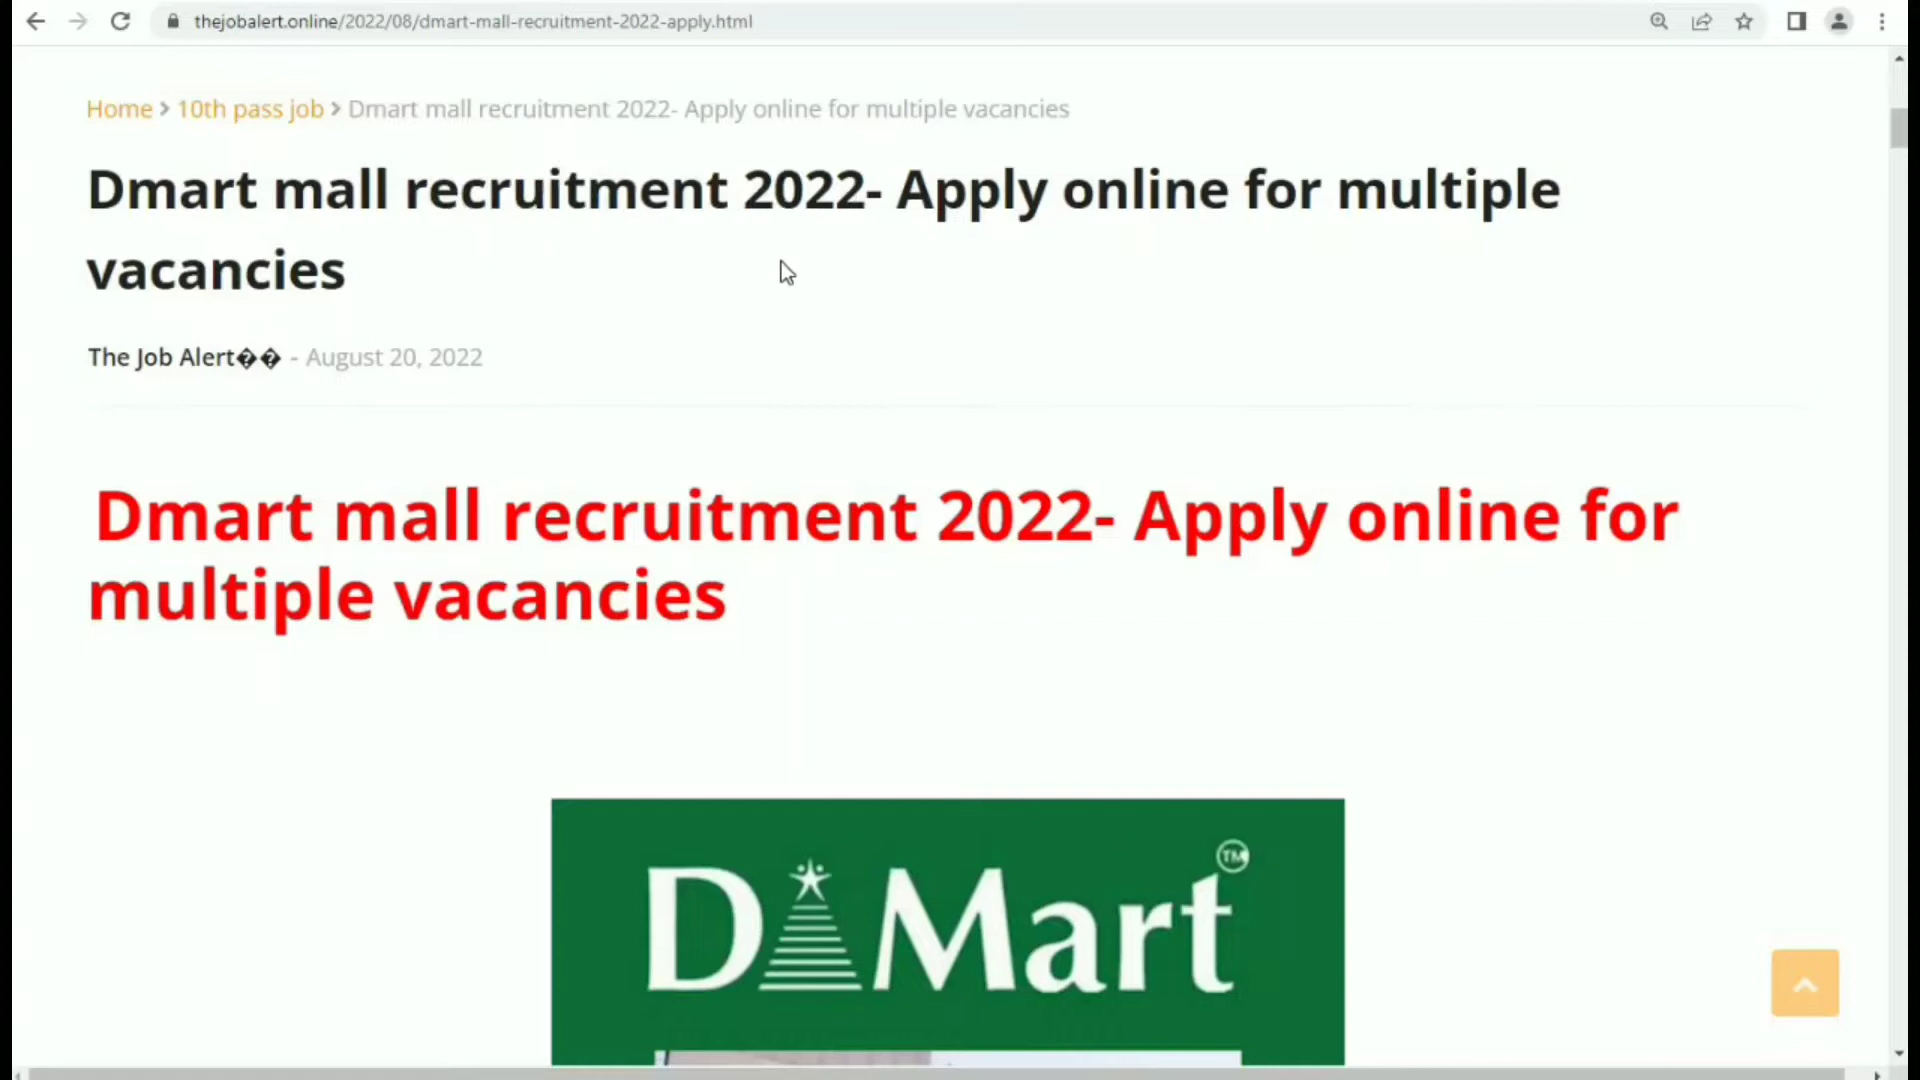 thejobalert.online/2022/08/dmart-mall-recruitment-2022-apply.html
Home > 10th pass job > Dmart mall recruitment 2022- Apply online for multiple vacancies
Dmart mall recruitment 2022- Apply online for multiple
vacancies
The Job Alert�� - August 20, 2022
Dmart mall recruitment 2022- Apply online for
multiple vacancies
D Mart TM